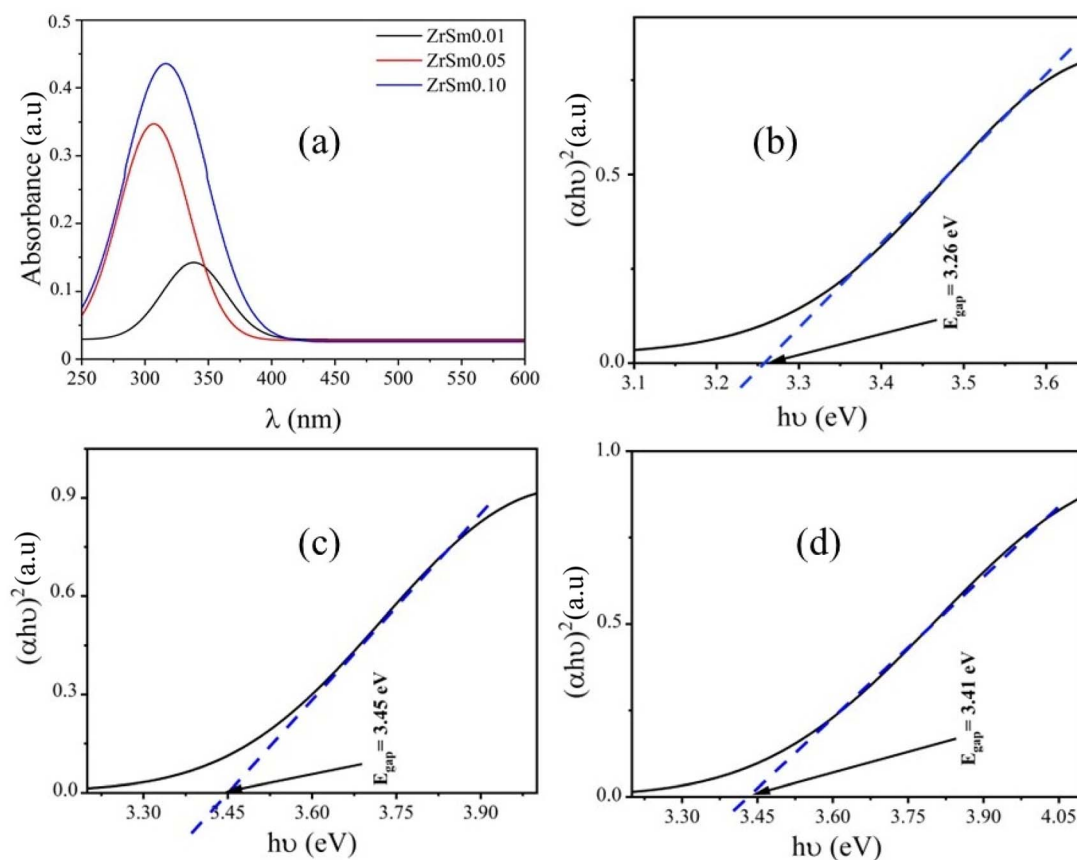 0.5
0.4
0.3
0.2
0.1
0
Absorbance (a.u)
ZrSm0.01
ZrSm0.05
ZrSm0.10
(a)
250 300 350 400 450 500 550 600
λ (nm)
0.5
0.0
(αhυ)² (a.u)
(b)
E_gap = 3.26 eV
3.1 3.2 3.3 3.4 3.5 3.6
hυ (eV)
0.9
0.6
0.3
0.0
(αhυ)² (a.u)
(c)
E_gap = 3.45 eV
3.30 5.45 3.60 3.75 3.90
hυ (eV)
1.0
0.5
0.0
(αhυ)² (a.u)
(d)
E_gap = 3.41 eV
3.30 3.45 3.60 3.75 3.90 4.05
hυ (eV)